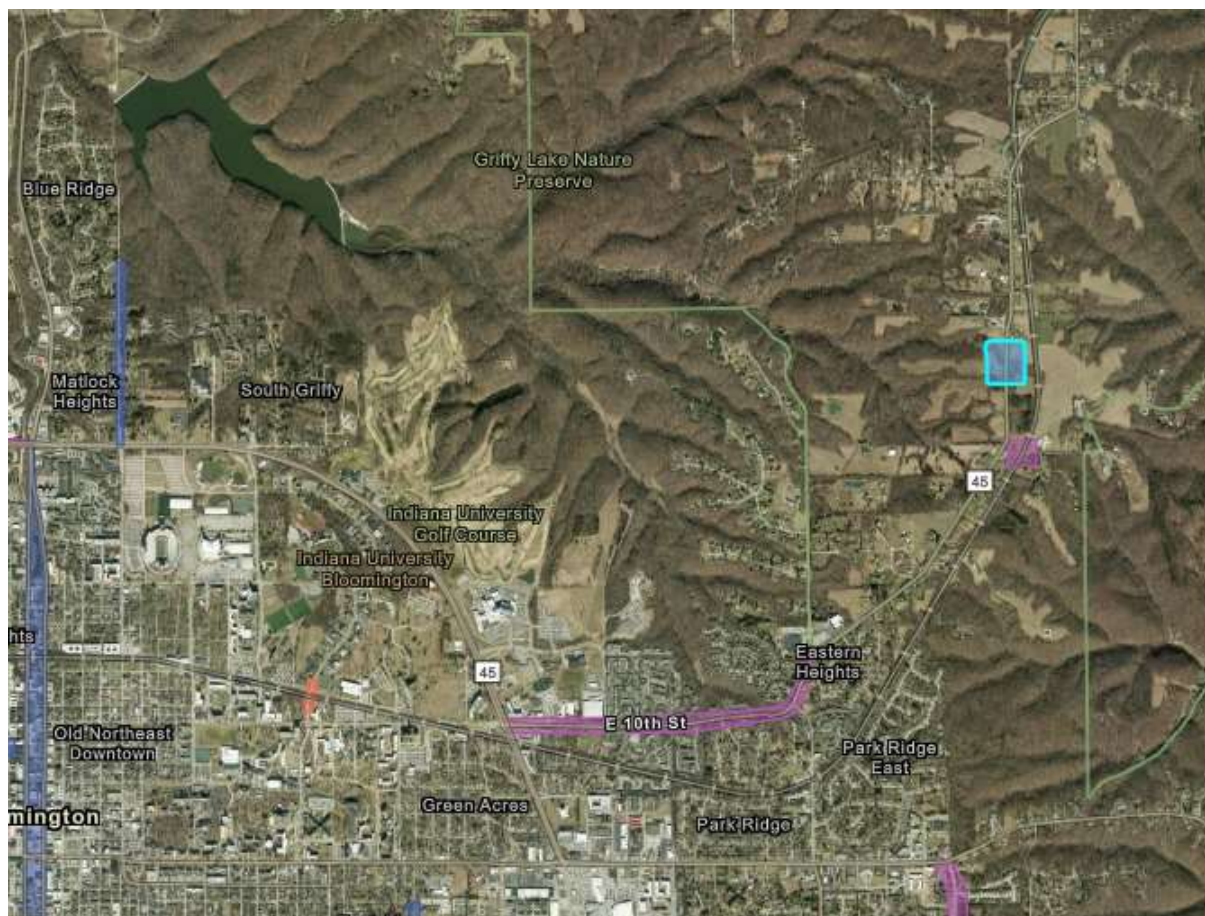 Griffy Lake Nature
Preserve
Blue Ridge
Matlock
Heights
South Griffy
45
Indiana University
Golf Course
Indiana University
Bloomington
hts
45
Eastern
Heights
E 10th St
Old Northeast
Downtown
Park Ridge
East
Green Acres
mington
Park Ridge